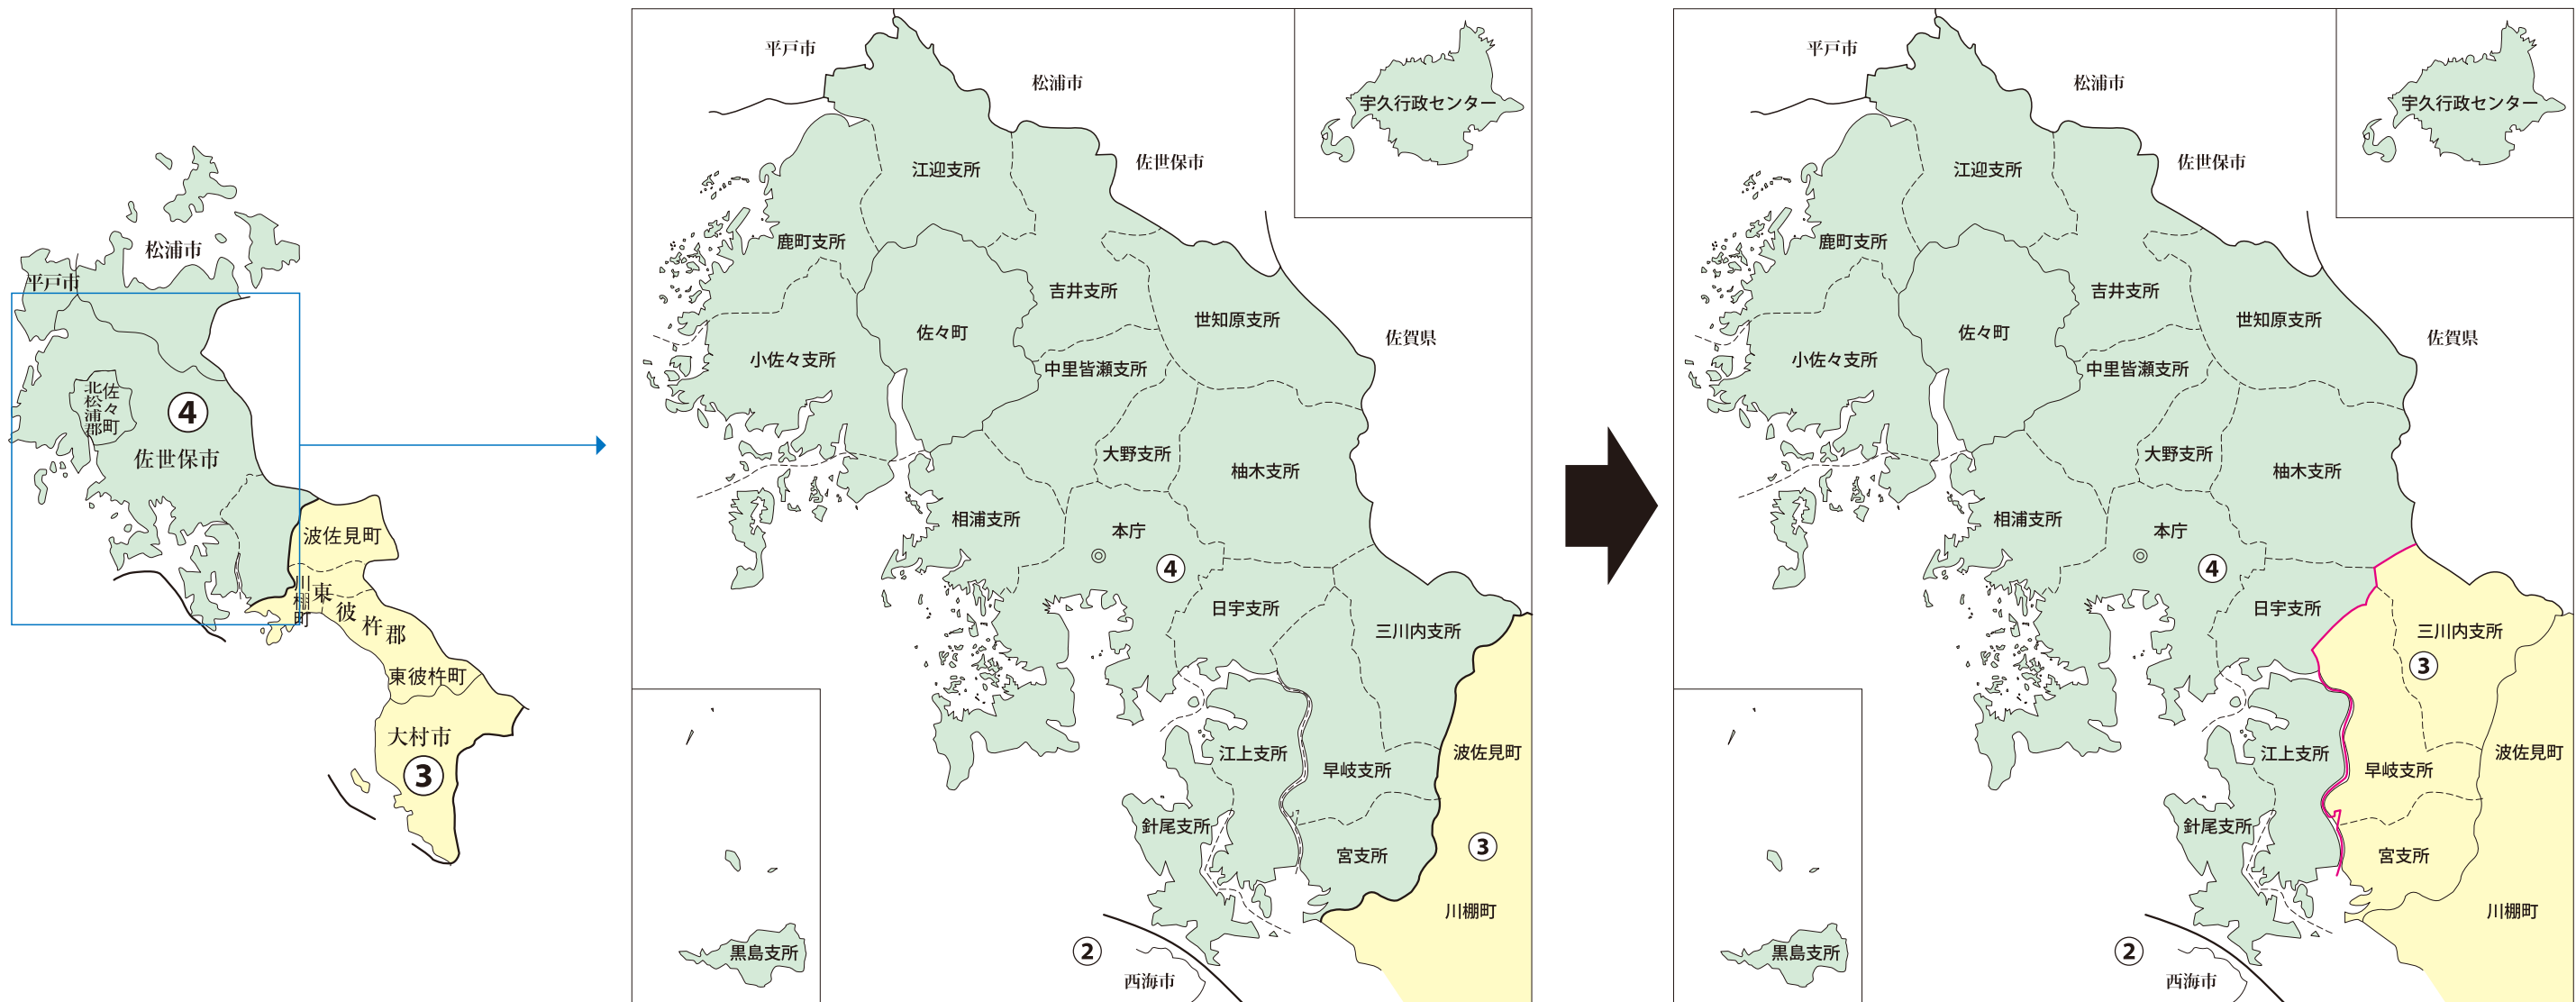 松浦市
平戸市
北松浦郡
佐々町
④
佐世保市
波佐見町
川棚町
東彼杵郡
東彼杵町
大村市
③
平戸市
松浦市
宇久行政センター
江迎支所
佐世保市
鹿町支所
吉井支所
世知原支所
佐々町
佐賀県
小佐々支所
中里皆瀬支所
大野支所
柚木支所
相浦支所
本庁
④
日宇支所
三川内支所
江上支所
早岐支所
波佐見町
針尾支所
宮支所
③
川棚町
黒島支所
②
西海市
平戸市
松浦市
宇久行政センター
江迎支所
佐世保市
鹿町支所
吉井支所
世知原支所
佐々町
佐賀県
小佐々支所
中里皆瀬支所
大野支所
柚木支所
相浦支所
本庁
④
日宇支所
三川内支所
③
江上支所
早岐支所
波佐見町
針尾支所
宮支所
川棚町
黒島支所
②
西海市